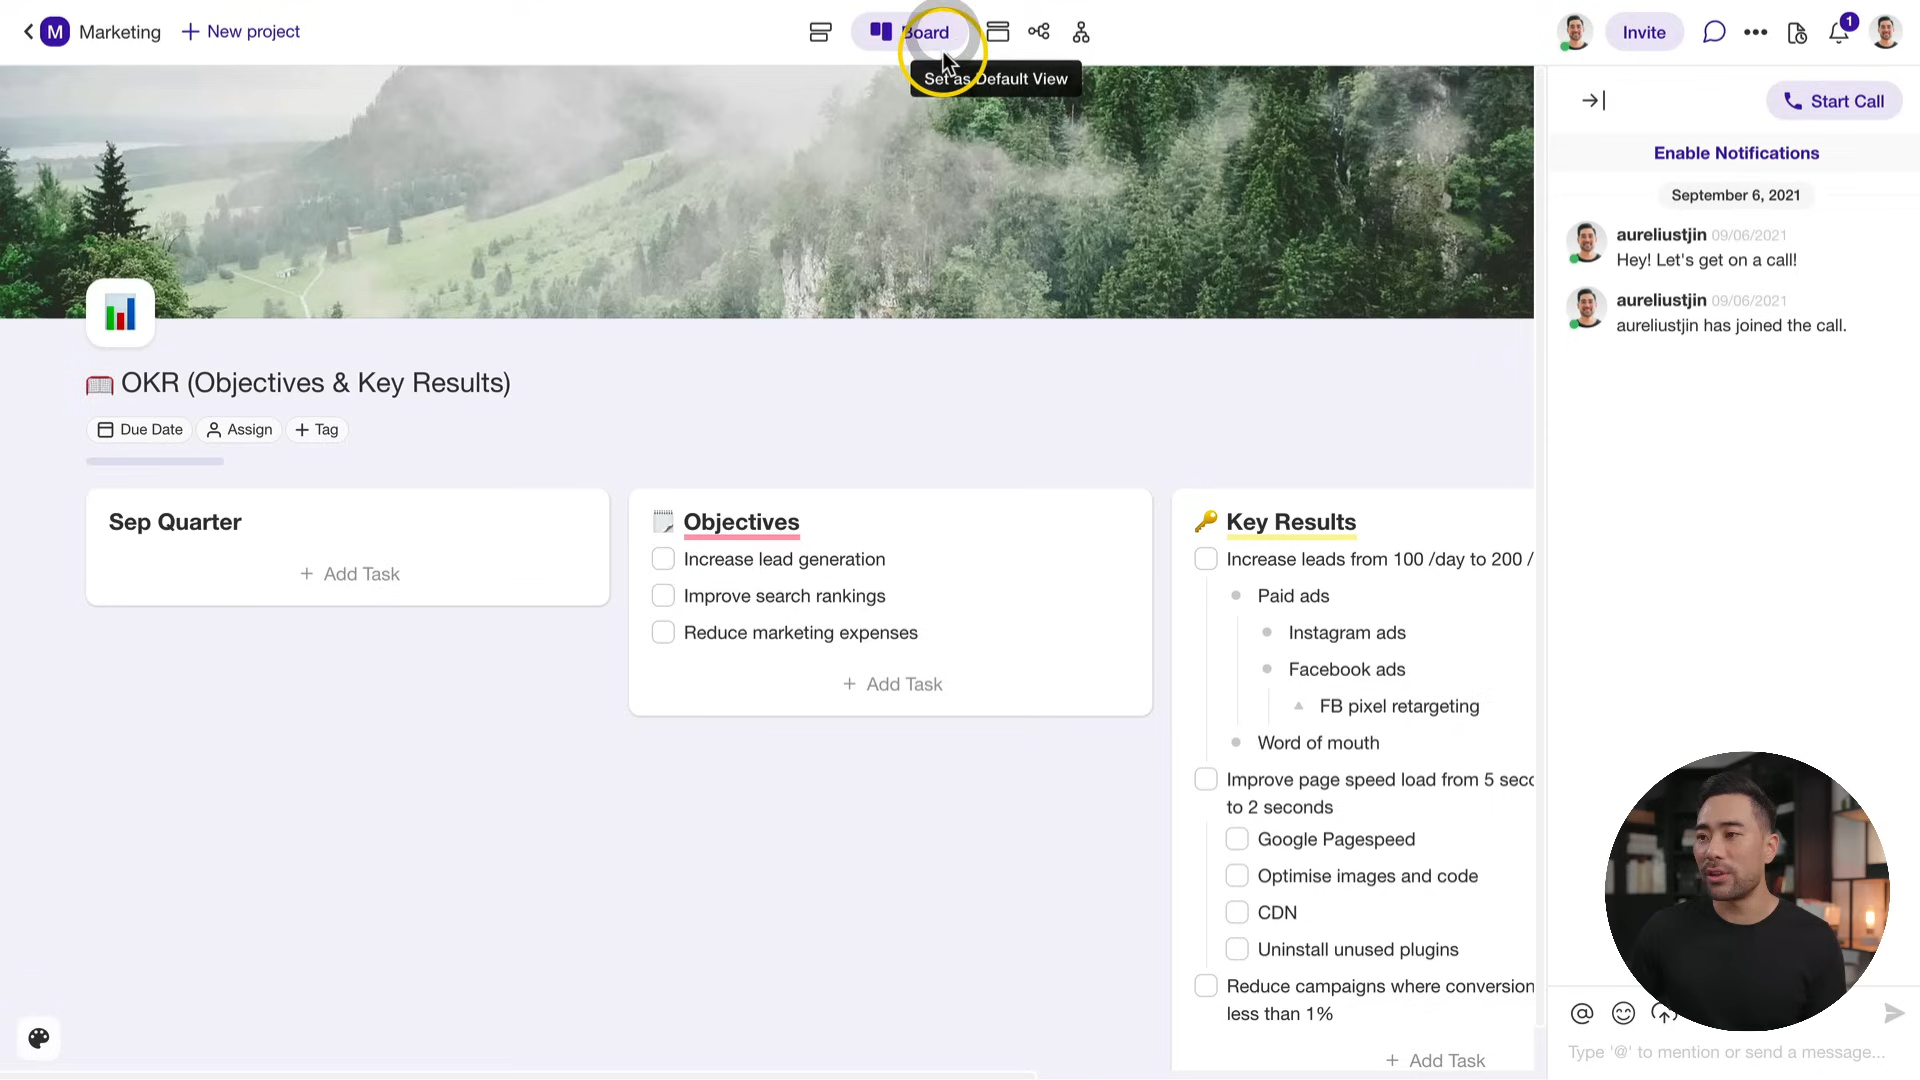 M Marketing + New project
Board
Set as Default View
Invite
1
Start Call
Enable Notifications
September 6, 2021
aureliustjin 09/06/2021
Hey! Let's get on a call!
aureliustjin 09/06/2021
aureliustjin has joined the call.
OKR (Objectives & Key Results)
Due Date
Assign
+ Tag
Sep Quarter
+ Add Task
Objectives
Increase lead generation
Improve search rankings
Reduce marketing expenses
+ Add Task
Key Results
Increase leads from 100 /day to 200 /
Paid ads
Instagram ads
Facebook ads
FB pixel retargeting
Word of mouth
Improve page speed load from 5 seco
to 2 seconds
Google Pagespeed
Optimise images and code
CDN
Uninstall unused plugins
Reduce campaigns where conversion
less than 1%
+ Add Task
Type '@' to mention or send a message...